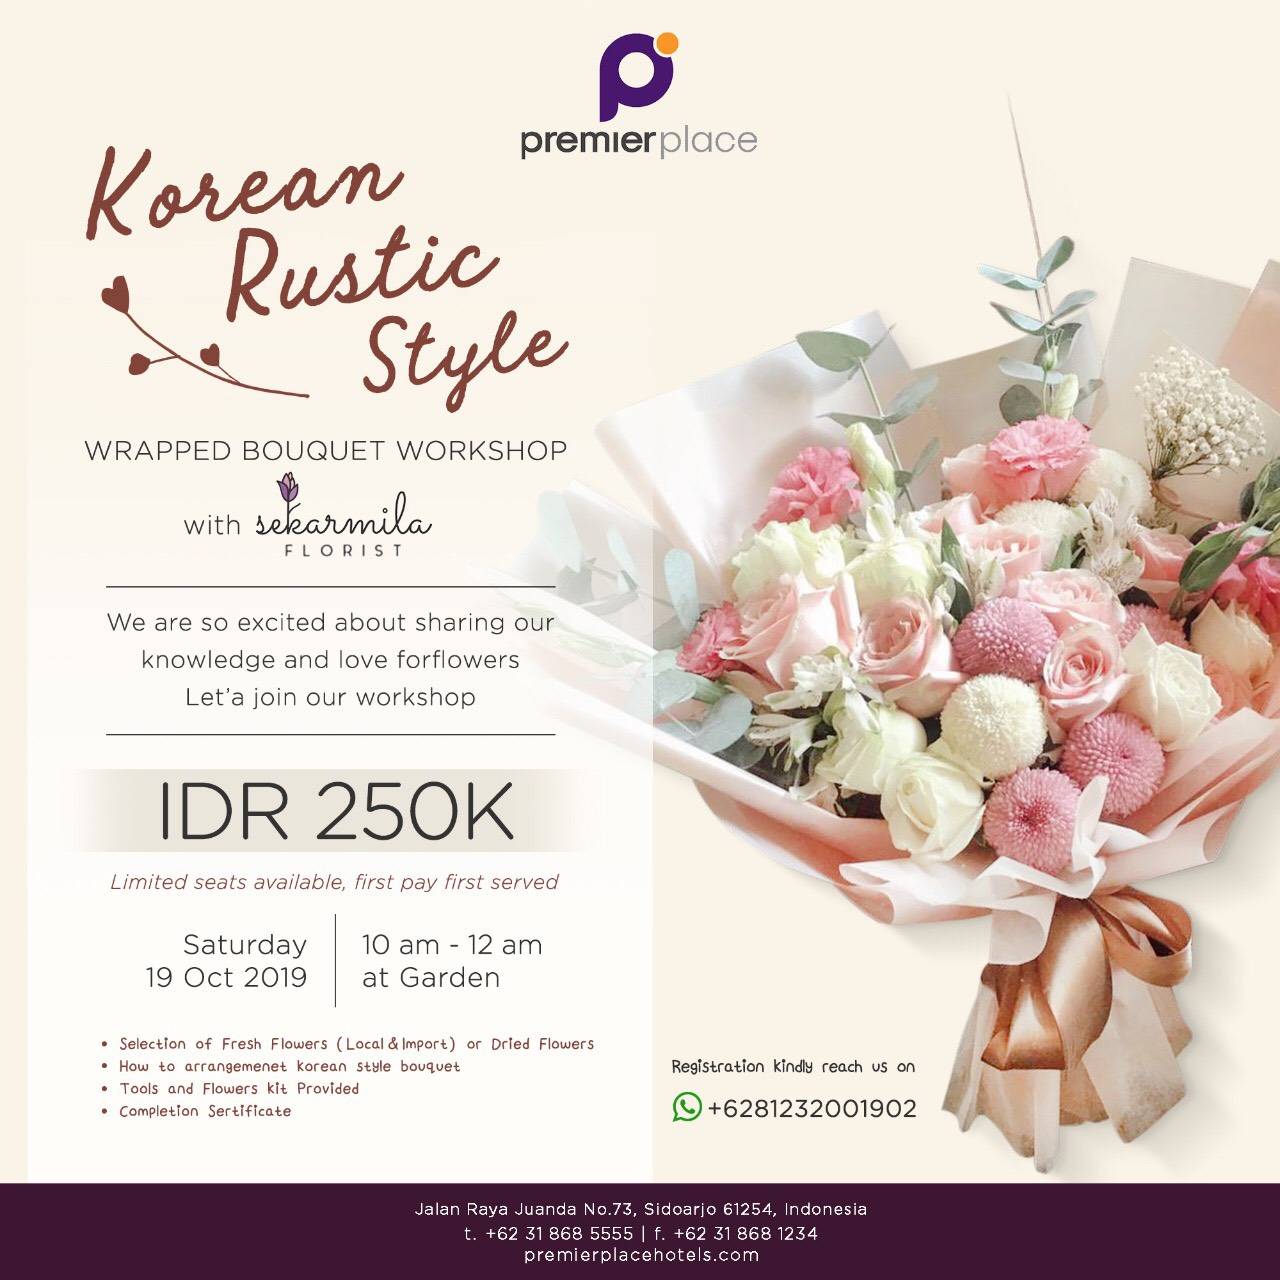 premierplace
Korean
Rustic
Style
WRAPPED BOUQUET WORKSHOP
with sekarmila
FLORIST
We are so excited about sharing our
knowledge and love forflowers
Let'a join our workshop
IDR 250K
Limited seats available, first pay first served
Saturday
19 Oct 2019
10 am - 12 am
at Garden
• Selection of Fresh Flowers (Local & Import) or Dried Flowers
• How to arrangemenet korean style bouquet
• Tools and Flowers kit Provided
• Completion Sertificate
Registration kindly reach us on
+6281232001902
Jalan Raya Juanda No.73, Sidoarjo 61254, Indonesia
t. +62 31 868 5555 | f. +62 31 868 1234
premierplacehotels.com